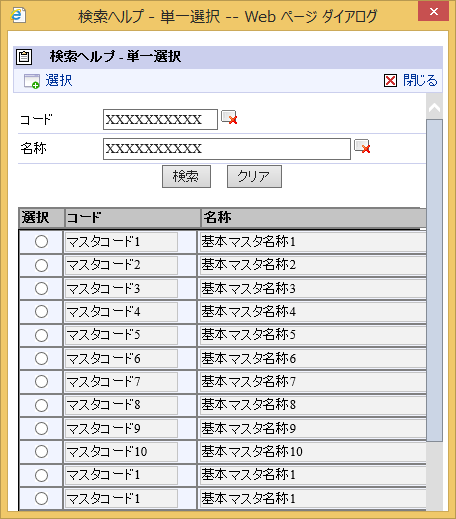 検索ヘルプ - 単一選択 -- Web ページ ダイアログ
検索ヘルプ - 単一選択
選択 閉じる
コード XXXXXXXXXX
名称 XXXXXXXXXX
検索 クリア
選択 コード 名称
マスタコード1 基本マスタ名称1
マスタコード2 基本マスタ名称2
マスタコード3 基本マスタ名称3
マスタコード4 基本マスタ名称4
マスタコード5 基本マスタ名称5
マスタコード6 基本マスタ名称6
マスタコード7 基本マスタ名称7
マスタコード8 基本マスタ名称8
マスタコード9 基本マスタ名称9
マスタコード10 基本マスタ名称10
マスタコード1 基本マスタ名称1
マスタコード1 基本マスタ名称1